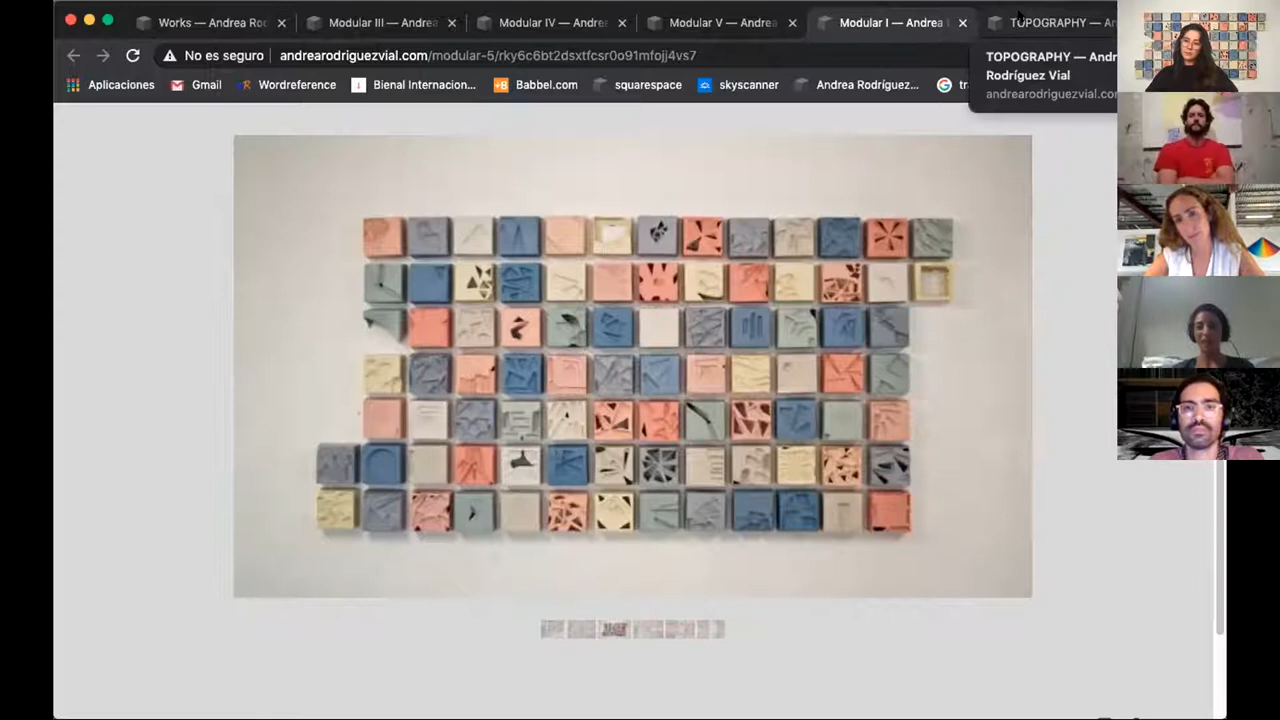 Works — Andrea Ro
Modular III — Andrea
Modular IV — Andre
Modular V — Andrea
Modular I — Andrea
TOPOGRAPHY — An
No es seguro
andrearodriguezvial.com/modular-5/rky6c6bt2dsxtfcsr0o91mfojj4vs7
TOPOGRAPHY — Andr
Rodríguez Vial
andrearodriguezvial.com
Aplicaciones
Gmail
Wordreference
Bienal Internacion...
Babbel.com
squarespace
skyscanner
Andrea Rodríguez...